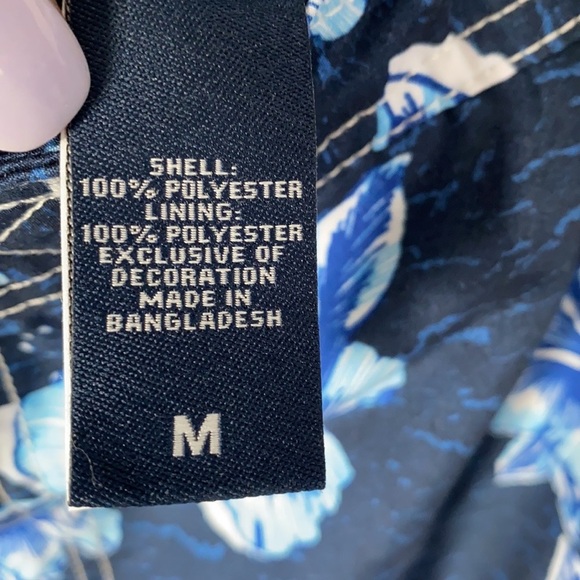 SHELL:
100% POLYESTER
LINING:
100% POLYESTER
EXCLUSIVE OF
DECORATION
MADE IN
BANGLADESH
M